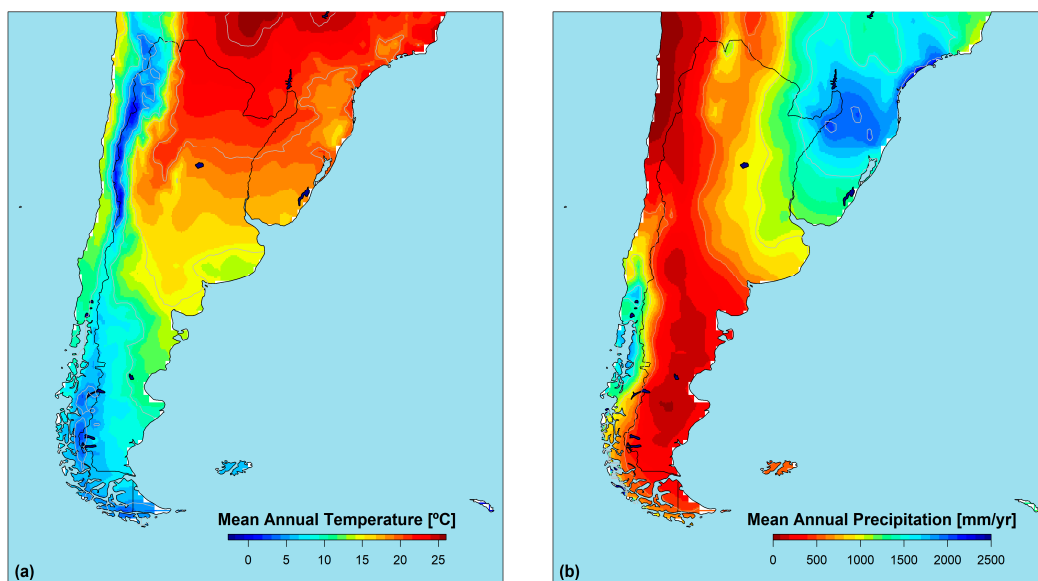 Mean Annual Temperature [ºC]
0 5 10 15 20 25
(a)
Mean Annual Precipitation [mm/yr]
0 500 1000 1500 2000 2500
(b)